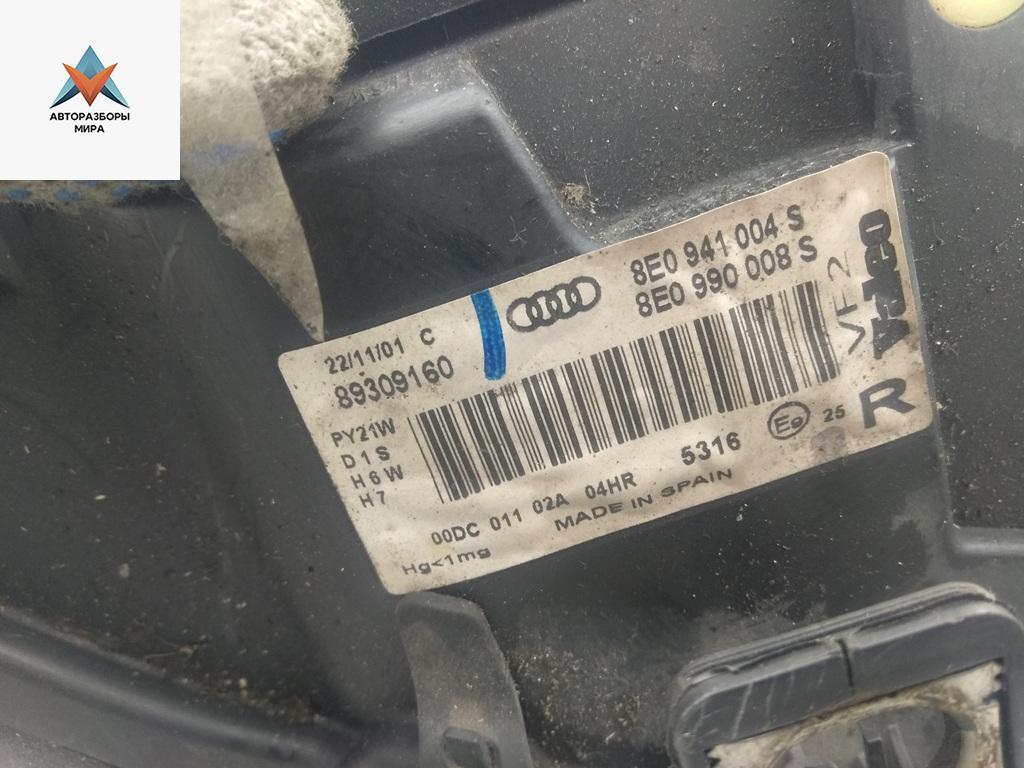 АВТОРАЗБОРЫ
МИРА
22/11/01 C
89309160
8E0 941 004 S
8E0 990 008 S
VF2
PY21W
D1S
H6W
H7
R
E9 25
5316
00DC 011 02A 04HR
MADE IN SPAIN
Hg<1mg